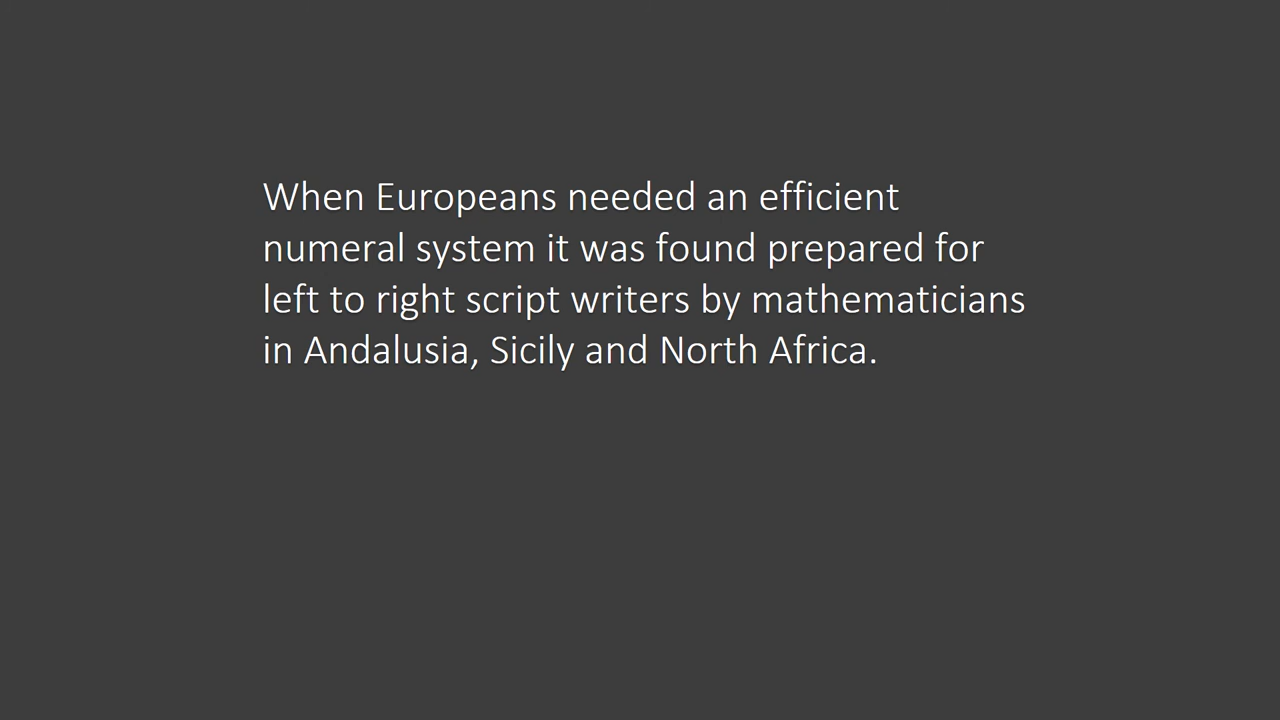 When Europeans needed an efficient
numeral system it was found prepared for
left to right script writers by mathematicians
in Andalusia, Sicily and North Africa.